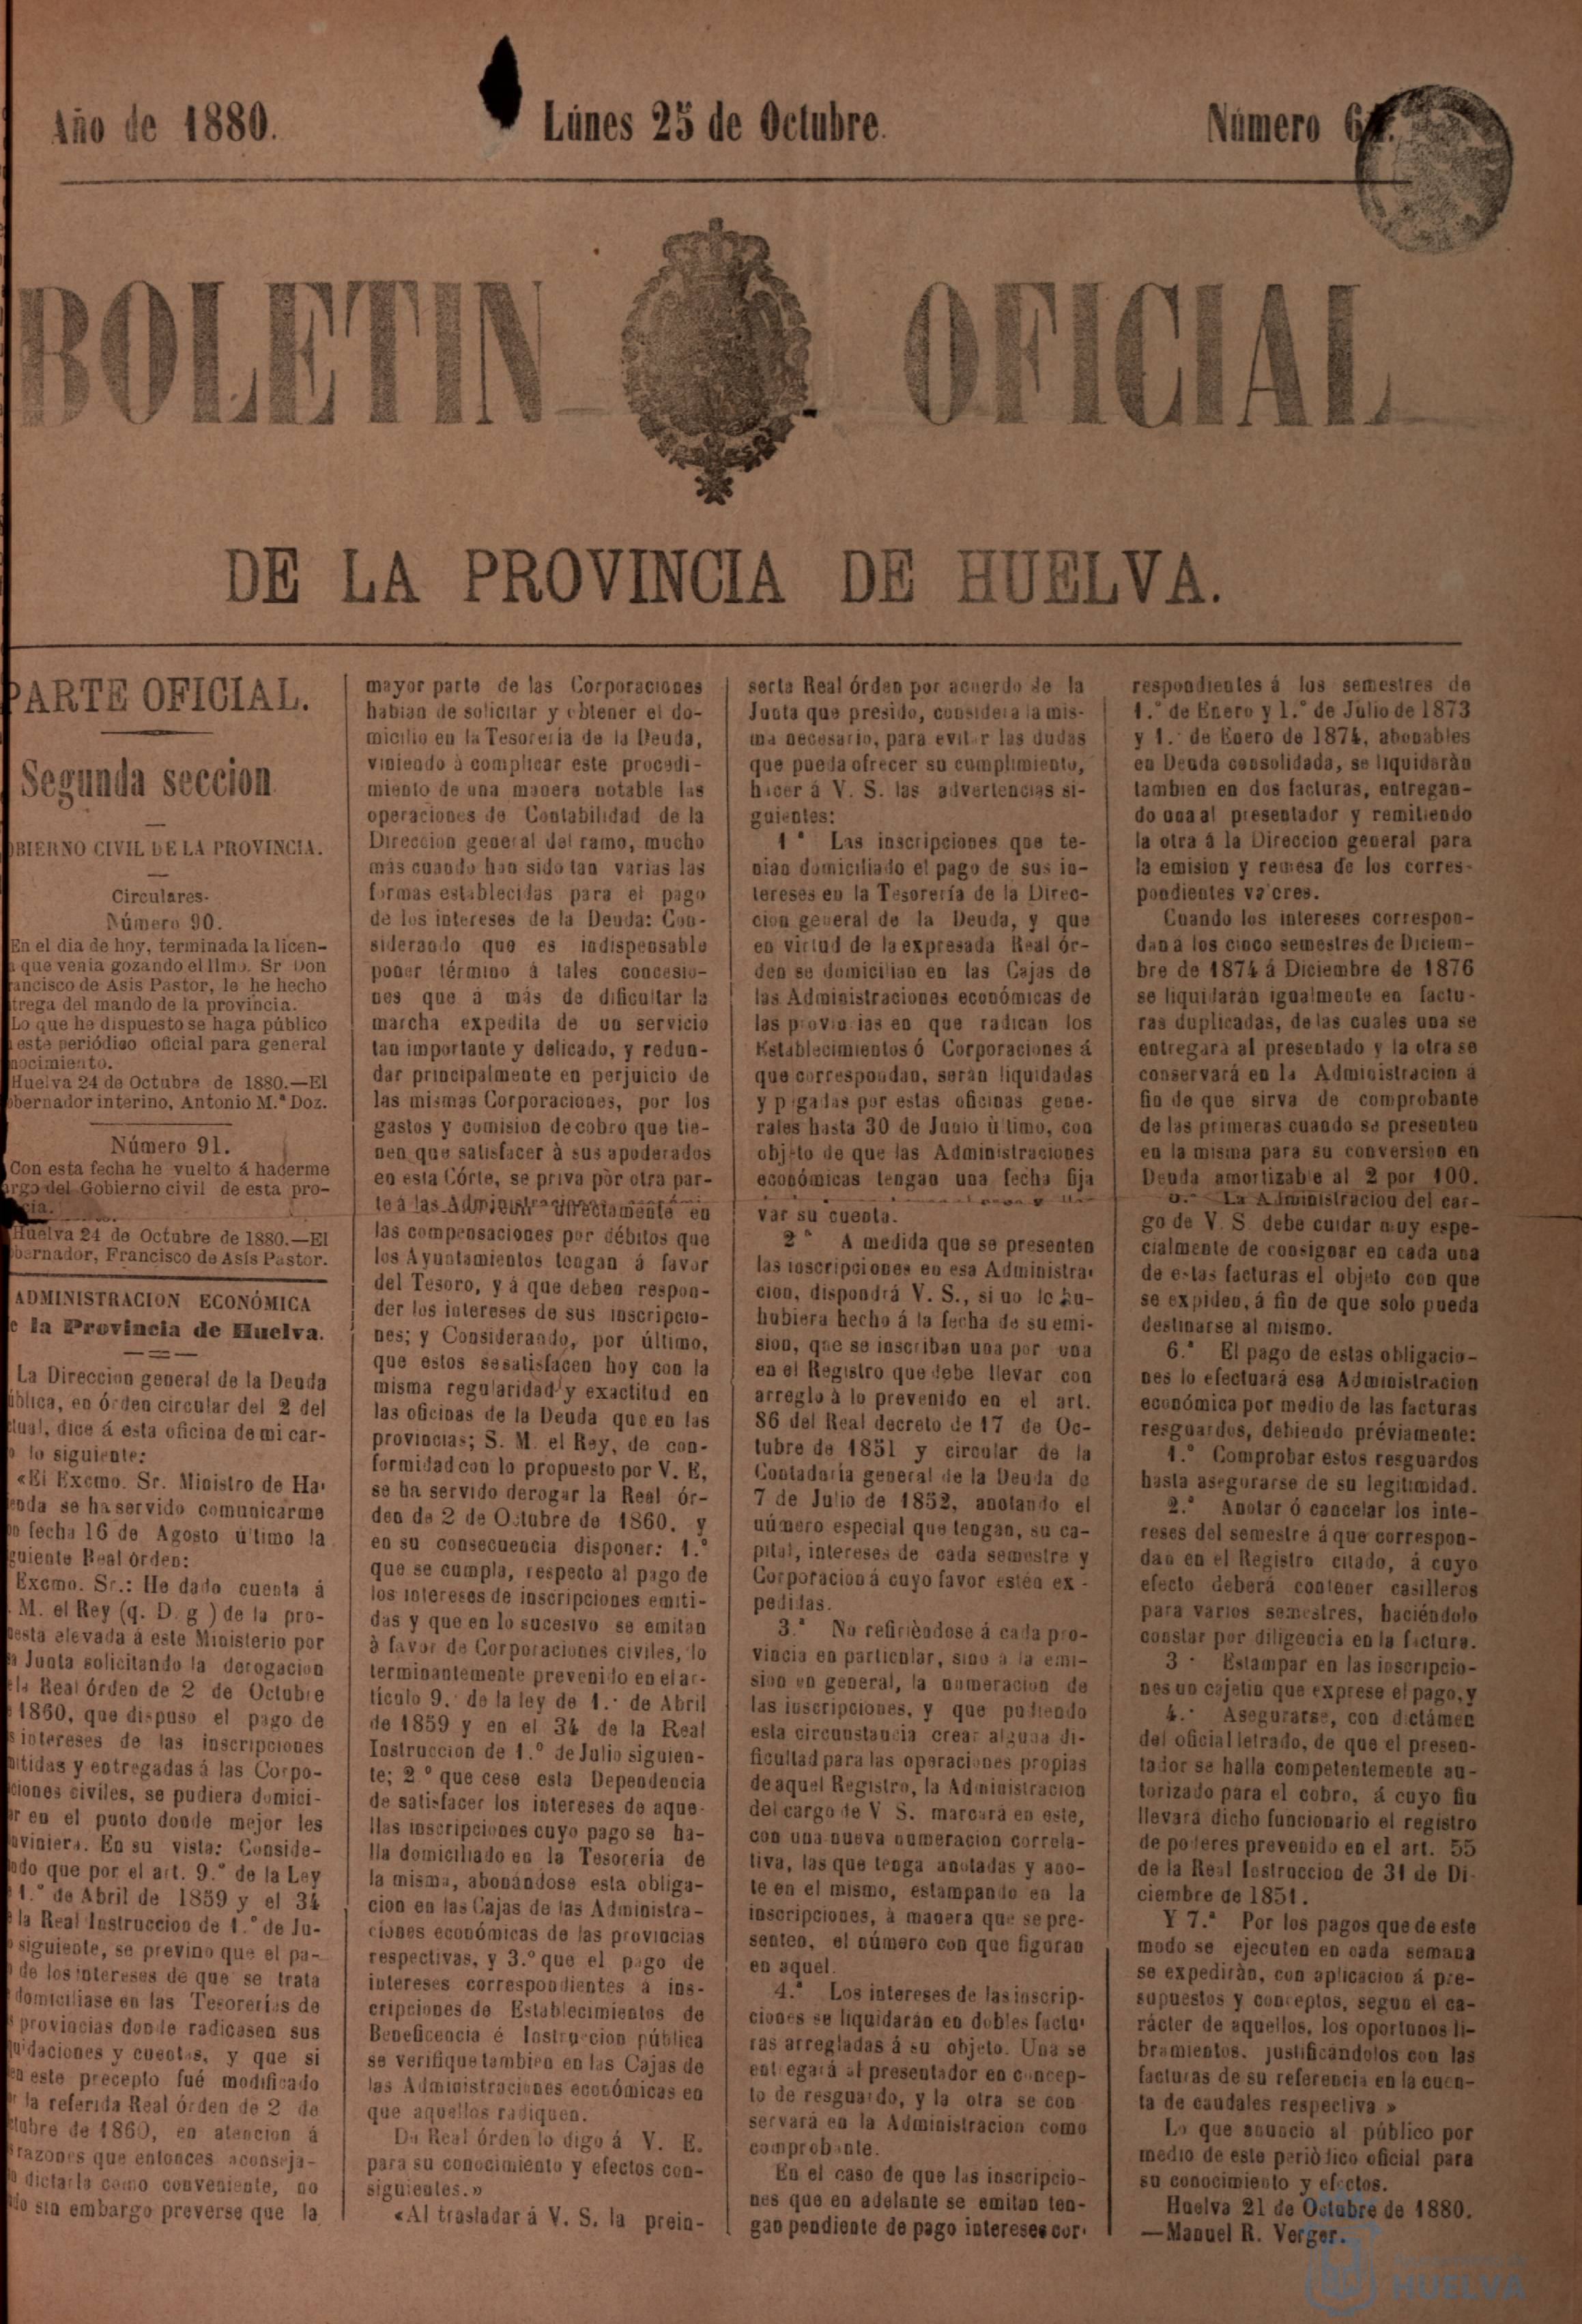 Año de 1880.
Lúnes 25 de Octubre.
Número
BOLETIN OFICIAL
DE LA PROVINCIA DE HUELVA.
PARTE OFICIAL.
Segunda seccion
BIERNO CIVIL DE LA PROVINCIA.
Circulares-
Número 90.
En el dia de hoy, terminada la licen-
que venia gozando el Ilmo. Sr Don
ancisco de Asis Pastor, le he hecho
trega del mando de la provincia.
Lo que he dispuesto se haga público
este periódico oficial para general
nocimiento.
Huelva 24 de Octubre de 1880.—El
bernador interino, Antonio M.ª Doz.
Número 91.
Con esta fecha he vuelto á hacerme
argo del Gobierno civil de esta pro-
cia.
Huelva 24 de Octubre de 1880.—El
bernador, Francisco de Asís Pastor.
ADMINISTRACION ECONÓMICA
e la Provincia de Huelva.
La Direccion general de la Deuda
ública, en órden circular del 2 del
tual, dice á esta oficina de mi car-
o lo siguiente:
«El Excmo. Sr. Ministro de Ha-
enda se ha servido comunicarme
on fecha 16 de Agosto último la
guiente Real órden:
Excmo. Sr.: He dado cuenta á
. M. el Rey (q. D. g ) de la pro-
esta elevada á este Ministerio por
a Junta solicitando la derogacion
e la Real órden de 2 de Octubre
1860, que dispuso el pago de
s intereses de las inscripciones
itidas y entregadas á las Corpo-
ciones civiles, se pudiera domici-
ar en el punto donde mejor les
nviniera. En su vista: Conside-
ndo que por el art. 9.º de la Ley
1.º de Abril de 1859 y el 34
la Real Instruccion de 1.º de Ju-
siguiente, se previno que el pa-
de los intereses de que se trata
domiciliase en las Tesorerías de
s provincias donde radicasen sus
uidaciones y cuentas, y que si
en este precepto fué modificado
r la referida Real órden de 2 de
ctubre de 1860, en atencion á
razones que entonces aconseja-
n dictarla como conveniente, no
do sin embargo preverse que la
mayor parte de las Corporaciones
habian de solicitar y obtener el do-
micilio en la Tesorería de la Deuda,
viniendo á complicar este procedi-
miento de una manera notable las
operaciones de Contabilidad de la
Direccion general del ramo, mucho
más cuando han sido tan varias las
formas establecidas para el pago
de los intereses de la Deuda: Con-
siderando que es indispensable
poner término á tales concesio-
nes que á más de dificultar la
marcha expedita de un servicio
tan importante y delicado, y redun-
dar principalmente en perjuicio de
las mismas Corporaciones, por los
gastos y comision de cobro que tie-
nen que satisfacer á sus apoderados
en esta Córte, se priva por otra par-
te á las directamente en
las compensaciones por débitos que
los Ayuntamientos tengan á favor
del Tesoro, y á que deben respon-
der los intereses de sus inscripcio-
nes; y Considerando, por último,
que estos se satisfacen hoy con la
misma regularidad y exactitud en
las oficinas de la Deuda que en las
provincias; S. M. el Rey, de con-
formidad con lo propuesto por V. E,
se ha servido derogar la Real ór-
den de 2 de Octubre de 1860, y
en su consecuencia disponer: 1.º
que se cumpla, respecto al pago de
los intereses de inscripciones emiti-
das y que en lo sucesivo se emitan
à favor de Corporaciones civiles, lo
terminantemente prevenido en el ar-
tículo 9.º de la ley de 1.º de Abril
de 1859 y en el 34 de la Real
Instruccion de 1.º de Julio siguien-
te; 2.º que cese esta Dependencia
de satisfacer los intereses de aque-
llas inscripciones cuyo pago se ha-
lla domiciliado en la Tesorería de
la misma, abonándose esta obliga-
cion en las Cajas de las Administra-
ciones económicas de las provincias
respectivas, y 3.º que el pago de
intereses correspondientes á ins-
cripciones de Establecimientos de
Beneficencia é Instruccion pública
se verifique tambien en las Cajas de
las Administraciones económicas en
que aquellos radiquen.
De Real órden lo digo á V. E.
para su conocimiento y efectos con-
siguientes.»
«Al trasladar á V. S. la prein-
serta Real órden por acuerdo de la
Junta que presido, considera la mis-
ma necesario, para evitar las dudas
que pueda ofrecer su cumplimiento,
hacer á V. S. las advertencias si-
guientes:
1ª Las inscripciones que te-
nian domiciliado el pago de sus in-
tereses en la Tesorería de la Direc-
cion general de la Deuda, y que
en virtud de la expresada Real ór-
den se domicilian en las Cajas de
las Administraciones económicas de
las provincias en que radican los
Establecimientos ó Corporaciones á
que correspondan, serán liquidadas
y pagadas por estas oficinas gene-
rales hasta 30 de Junio ùltimo, con
objeto de que las Administraciones
económicas tengan una fecha fija
var su cuenta.
2ª A medida que se presenten
las inscripciones en esa Administra-
cion, dispondrá V. S., si no lo hu-
hubiera hecho á la fecha de su emi-
sion, que se inscriban una por una
en el Registro que debe llevar con
arreglo à lo prevenido en el art.
86 del Real decreto de 17 de Oc-
tubre de 1851 y circular de la
Contadaría general de la Deuda de
7 de Julio de 1852, anotando el
número especial que tengan, su ca-
pital, intereses de cada semestre y
Corporacion á cuyo favor estén ex-
pedidas.
3.ª No refirièndose á cada pro-
vincia en particular, sino à la emi-
sion en general, la numeracion de
las inscripciones, y que pudiendo
esta circunstancia crear alguna di-
ficultad para las operaciones propias
de aquel Registro, la Administracion
del cargo de V S. marcará en este,
con una nueva numeracion correla-
tiva, las que tenga anotadas y ano-
te en el mismo, estampando en la
inscripciones, à manera que se pre-
senten, el número con que figuran
en aquel.
4.ª Los intereses de las inscrip-
ciones se liquidarán en dobles factu-
ras arregladas á su objeto. Una se
entregará al presentador en concep-
to de resguardo, y la otra se con
servará en la Administracion como
comprobante.
En el caso de que las inscripcio-
nes que en adelante se emitan ten-
gan pendiente de pago intereses cor-
respondientes á los semestres de
1.º de Enero y 1.º de Julio de 1873
y 1.º de Enero de 1874, abonables
en Deuda consolidada, se liquidaràn
tambien en dos facturas, entregan-
do una al presentador y remitiendo
la otra á la Direccion general para
la emision y remesa de los corres-
pondientes valores.
Cuando los intereses correspon-
dan á los cinco semestres de Diciem-
bre de 1874 á Diciembre de 1876
se liquidarán igualmente en factu-
ras duplicadas, de las cuales una se
entregará al presentado y la otra se
conservará en la Administracion á
fin de que sirva de comprobante
de las primeras cuando se presenten
en la misma para su conversion en
Deuda amortizable al 2 por 100.
5.ª La Administracion del car-
go de V. S debe cuidar muy espe-
cialmente de consignar en cada una
de estas facturas el objeto con que
se expiden, á fin de que solo pueda
destinarse al mismo.
6.ª El pago de estas obligacio-
nes lo efectuará esa Administracion
económica por medio de las facturas
resguardos, debiendo préviamente:
1.º Comprobar estos resguardos
hasta asegurarse de su legitimidad.
2.º Anotar ó cancelar los inte-
reses del semestre á que correspon-
dan en el Registro citado, á cuyo
efecto deberá contener casilleros
para varios semestres, haciéndolo
constar por diligencia en la factura.
3º Estampar en las inscripcio-
nes un cajetin que exprese el pago, y
4.º Asegurarse, con dictámen
del oficial letrado, de que el presen-
tador se halla competentemente au-
torizado para el cobro, á cuyo fin
llevará dicho funcionario el registro
de poderes prevenido en el art. 55
de la Real Instruccion de 31 de Di-
ciembre de 1851.
Y 7.ª Por los pagos que de este
modo se ejecuten en cada semana
se expediràn, con aplicacion á pre-
supuestos y conceptos, segun el ca-
rácter de aquellos, los oportunos li-
bramientos, justificándolos con las
facturas de su referencia en la cuen-
ta de caudales respectiva »
Lo que anuncio al público por
medio de este periòdico oficial para
su conocimiento y efectos.
Huelva 21 de Octubre de 1880.
—Manuel R. Verger.
HUELVA